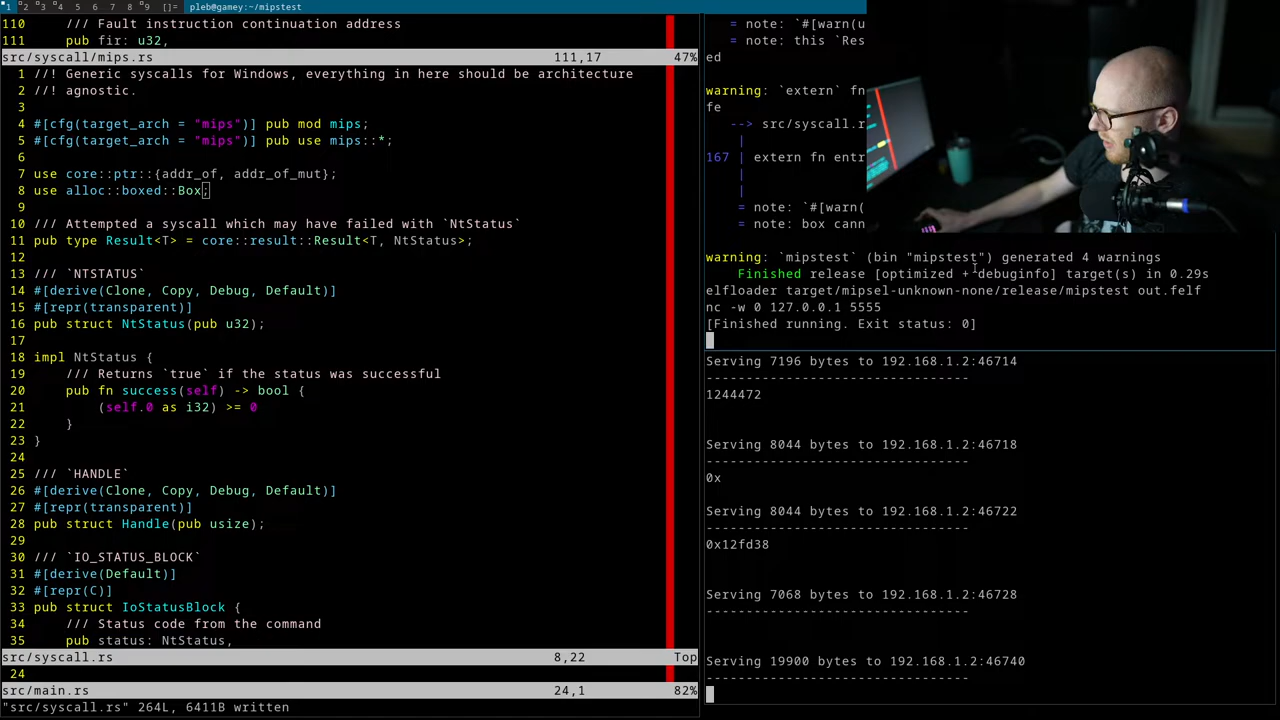 1 2 3 4 5 6 7 8 9 []= pleb@gamey:~/mipstest
110 /// Fault instruction continuation address
111 pub fir: u32,
src/syscall/mips.rs 111,17 47%
1 //! Generic syscalls for Windows, everything in here should be architecture
2 //! agnostic.
3
4 #[cfg(target_arch = "mips")] pub mod mips;
5 #[cfg(target_arch = "mips")] pub use mips::*;
6
7 use core::ptr::{addr_of, addr_of_mut};
8 use alloc::boxed::Box;
9
10 /// Attempted a syscall which may have failed with `NtStatus`
11 pub type Result<T> = core::result::Result<T, NtStatus>;
12
13 /// `NTSTATUS`
14 #[derive(Clone, Copy, Debug, Default)]
15 #[repr(transparent)]
16 pub struct NtStatus(pub u32);
17
18 impl NtStatus {
19 /// Returns `true` if the status was successful
20 pub fn success(self) -> bool {
21 (self.0 as i32) >= 0
22 }
23 }
24
25 /// `HANDLE`
26 #[derive(Clone, Copy, Debug, Default)]
27 #[repr(transparent)]
28 pub struct Handle(pub usize);
29
30 /// `IO_STATUS_BLOCK`
31 #[derive(Default)]
32 #[repr(C)]
33 pub struct IoStatusBlock {
34 /// Status code from the command
35 pub status: NtStatus,
src/syscall.rs 8,22 Top
24
src/main.rs 24,1 82%
"src/syscall.rs" 264L, 6411B written
= note: `#[warn(u
= note: this `Res
ed
warning: `extern` fn
fe
--> src/syscall.r
|
167 | extern fn entr
|
|
= note: `#[warn(
= note: box cann
warning: `mipstest` (bin "mipstest") generated 4 warnings
Finished release [optimized + debuginfo] target(s) in 0.29s
elfloader target/mipsel-unknown-none/release/mipstest out.felf
nc -w 0 127.0.0.1 5555
[Finished running. Exit status: 0]
Serving 7196 bytes to 192.168.1.2:46714
---------------------------------
1244472
Serving 8044 bytes to 192.168.1.2:46718
---------------------------------
0x
Serving 8044 bytes to 192.168.1.2:46722
---------------------------------
0x12fd38
Serving 7068 bytes to 192.168.1.2:46728
---------------------------------
Serving 19900 bytes to 192.168.1.2:46740
---------------------------------